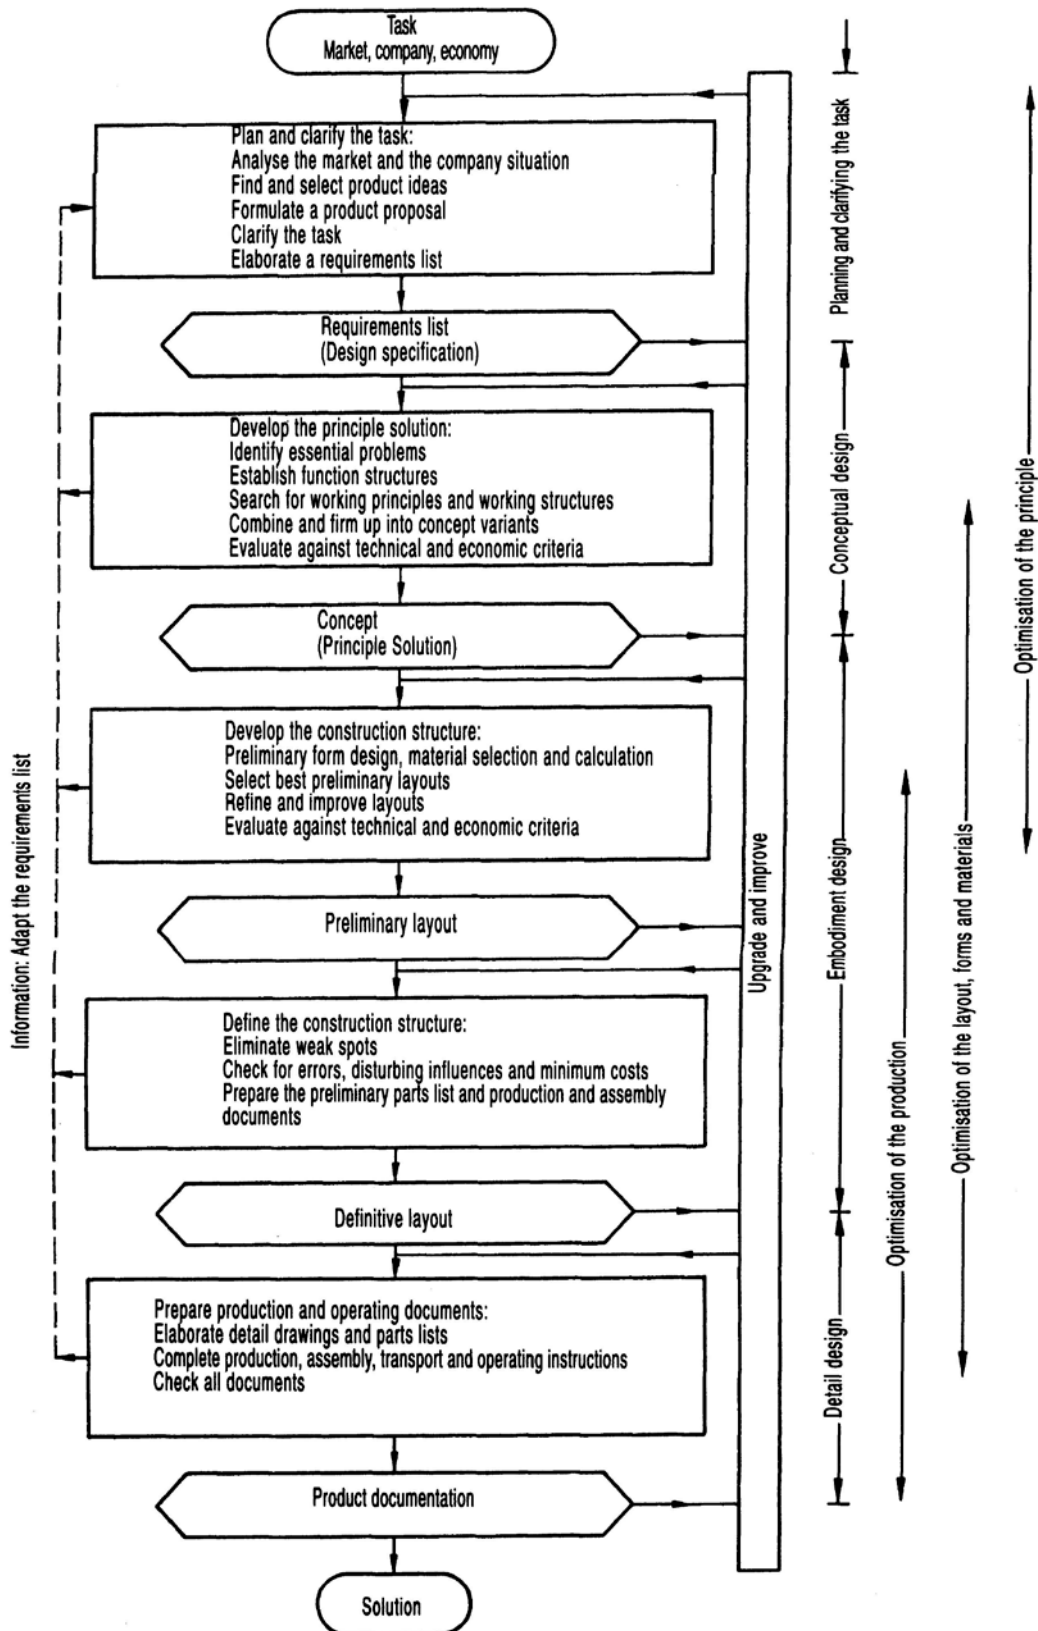 Task
Market, company, economy
Plan and clarify the task:
Analyse the market and the company situation
Find and select product ideas
Formulate a product proposal
Clarify the task
Elaborate a requirements list
Requirements list
(Design specification)
Develop the principle solution:
Identify essential problems
Establish function structures
Search for working principles and working structures
Combine and firm up into concept variants
Evaluate against technical and economic criteria
Concept
(Principle Solution)
Develop the construction structure:
Preliminary form design, material selection and calculation
Select best preliminary layouts
Refine and improve layouts
Evaluate against technical and economic criteria
Preliminary layout
Define the construction structure:
Eliminate weak spots
Check for errors, disturbing influences and minimum costs
Prepare the preliminary parts list and production and assembly
documents
Definitive layout
Prepare production and operating documents:
Elaborate detail drawings and parts lists
Complete production, assembly, transport and operating instructions
Check all documents
Product documentation
Solution
Information: Adapt the requirements list
Upgrade and improve
Planning and clarifying the task
Conceptual design
Embodiment design
Detail design
Optimisation of the production
Optimisation of the layout, forms and materials
Optimisation of the principle